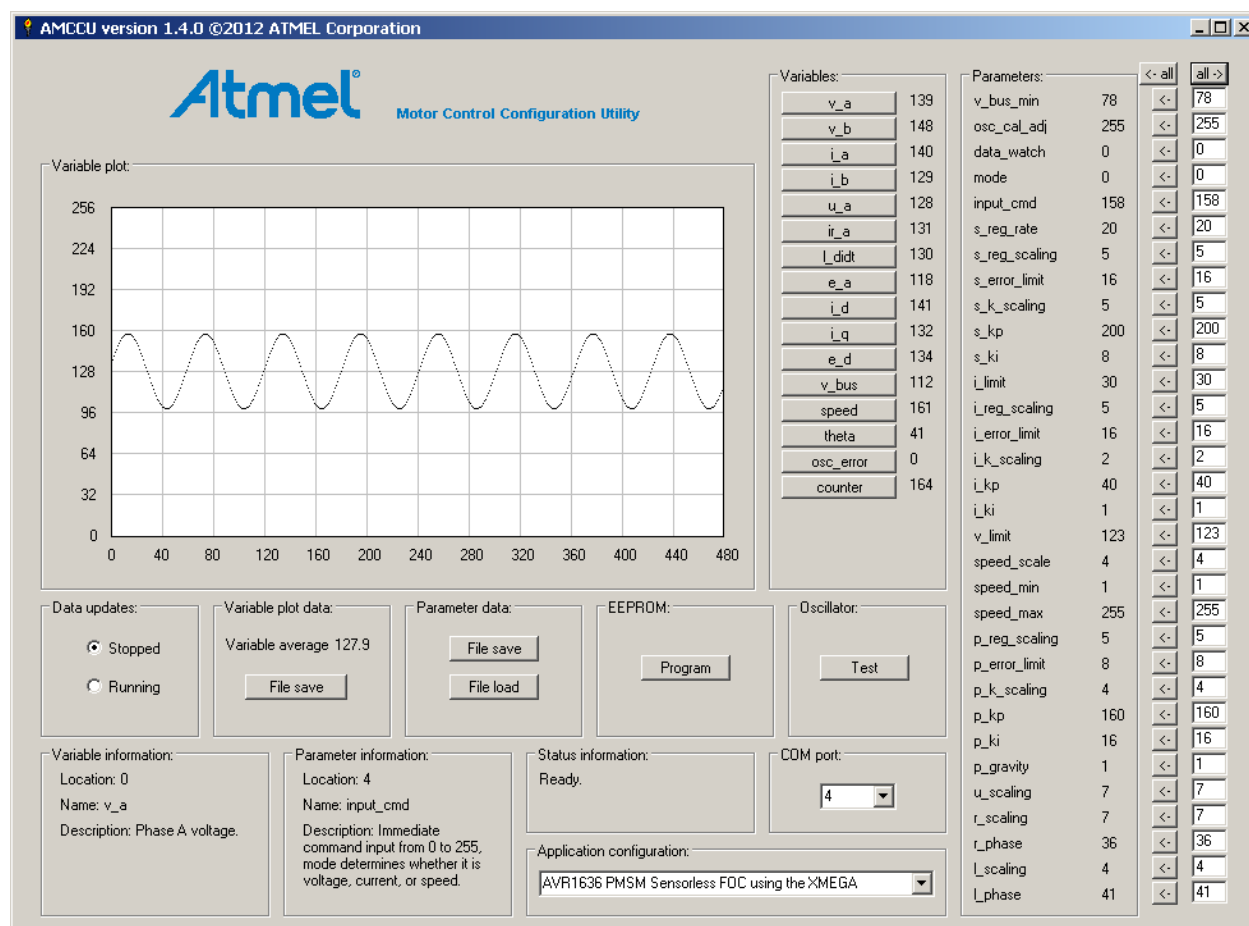 AMCCU version 1.4.0 ©2012 ATMEL Corporation
Atmel®
Motor Control Configuration Utility
Variable plot:
256
224
192
160
128
96
64
32
0
0 40 80 120 160 200 240 280 320 360 400 440 480
Variables:
v_a 139
v_b 148
i_a 140
i_b 129
u_a 128
ir_a 131
l_didt 130
e_a 118
i_d 141
i_q 132
e_d 134
v_bus 112
speed 161
theta 41
osc_error 0
counter 164
Parameters: <- all all ->
v_bus_min 78 <- 78
osc_cal_adj 255 <- 255
data_watch 0 <- 0
mode 0 <- 0
input_cmd 158 <- 158
s_reg_rate 20 <- 20
s_reg_scaling 5 <- 5
s_error_limit 16 <- 16
s_k_scaling 5 <- 5
s_kp 200 <- 200
s_ki 8 <- 8
i_limit 30 <- 30
i_reg_scaling 5 <- 5
i_error_limit 16 <- 16
i_k_scaling 2 <- 2
i_kp 40 <- 40
i_ki 1 <- 1
v_limit 123 <- 123
speed_scale 4 <- 4
speed_min 1 <- 1
speed_max 255 <- 255
p_reg_scaling 5 <- 5
p_error_limit 8 <- 8
p_k_scaling 4 <- 4
p_kp 160 <- 160
p_ki 16 <- 16
p_gravity 1 <- 1
u_scaling 7 <- 7
r_scaling 7 <- 7
r_phase 36 <- 36
l_scaling 4 <- 4
l_phase 41 <- 41
Data updates:
Stopped
Running
Variable plot data:
Variable average 127.9
File save
Parameter data:
File save
File load
EEPROM:
Program
Oscillator:
Test
Variable information:
Location: 0
Name: v_a
Description: Phase A voltage.
Parameter information:
Location: 4
Name: input_cmd
Description: Immediate
command input from 0 to 255,
mode determines whether it is
voltage, current, or speed.
Status information:
Ready.
COM port:
4
Application configuration:
AVR1636 PMSM Sensorless FOC using the XMEGA